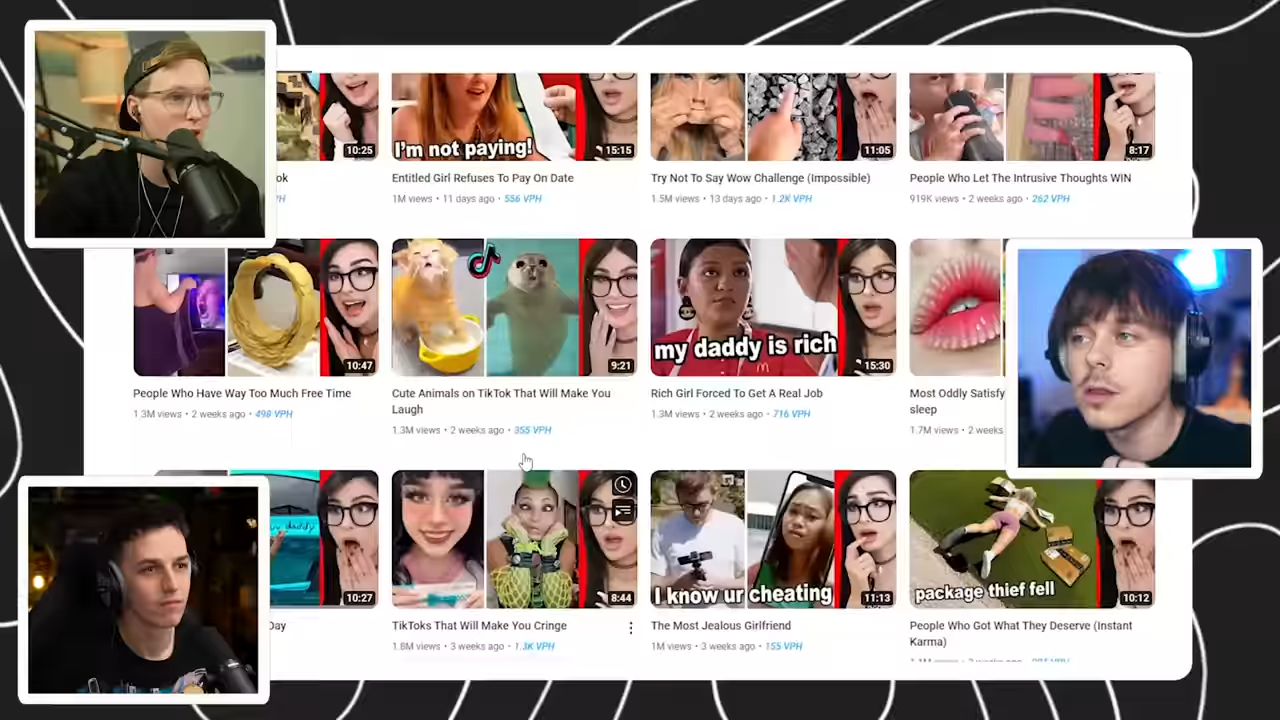 10:25
I'm not paying!
15:15
11:05
8:17
ok
Entitled Girl Refuses To Pay On Date
Try Not To Say Wow Challenge (Impossible)
People Who Let The Intrusive Thoughts WIN
1M views • 11 days ago • 556 VPH
1.5M views • 13 days ago • 1.2K VPH
919K views • 2 weeks ago • 262 VPH
10:47
9:21
my daddy is rich
15:30
People Who Have Way Too Much Free Time
Cute Animals on TikTok That Will Make You
Laugh
Rich Girl Forced To Get A Real Job
Most Oddly Satisfy
sleep
1.3M views • 2 weeks ago • 498 VPH
1.3M views • 2 weeks ago • 355 VPH
1.3M views • 2 weeks ago • 716 VPH
1.7M views • 2 weeks
daddy
10:27
8:44
I know ur cheating
11:13
package thief fell
10:12
Day
TikToks That Will Make You Cringe
The Most Jealous Girlfriend
People Who Got What They Deserve (Instant
Karma)
1.8M views • 3 weeks ago • 1.3K VPH
1M views • 3 weeks ago • 155 VPH